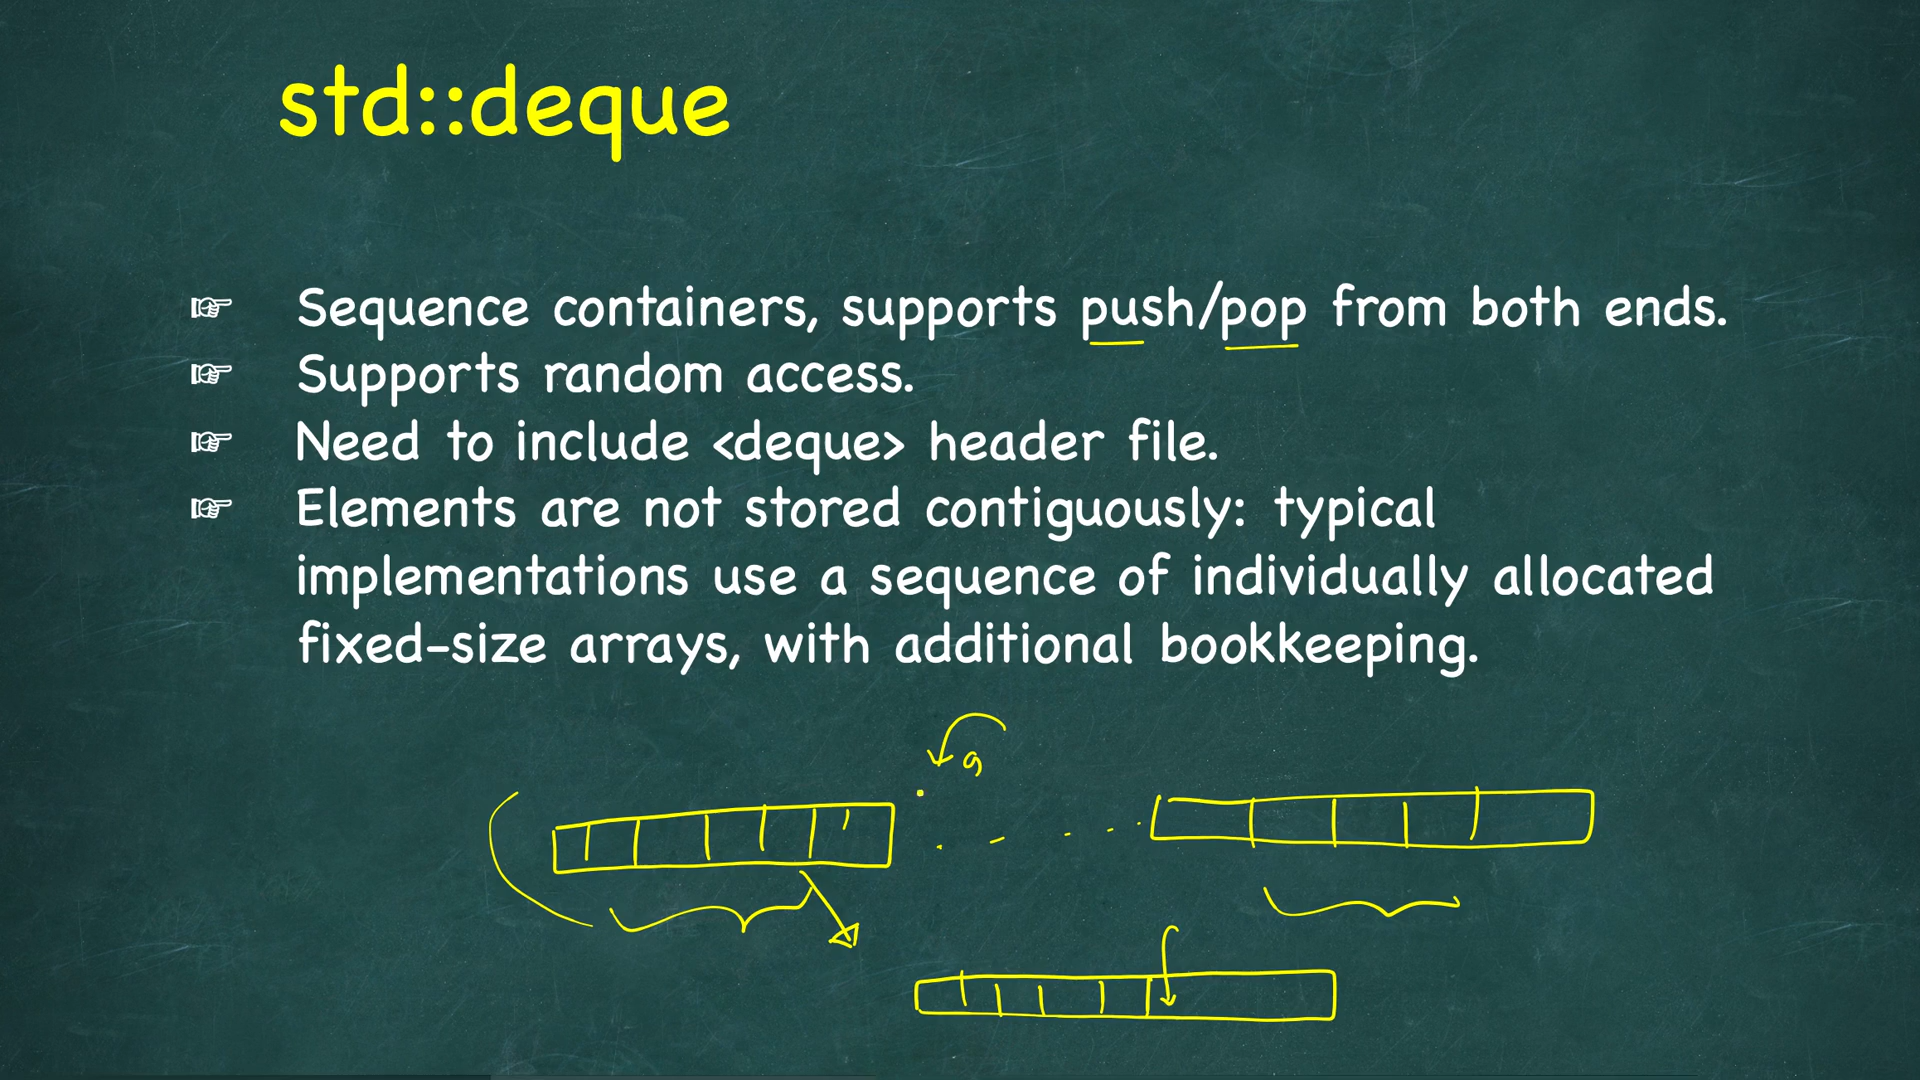 std::deque
☞ Sequence containers, supports push/pop from both ends.
☞ Supports random access.
☞ Need to include <deque> header file.
☞ Elements are not stored contiguously: typical
implementations use a sequence of individually allocated
fixed-size arrays, with additional bookkeeping.